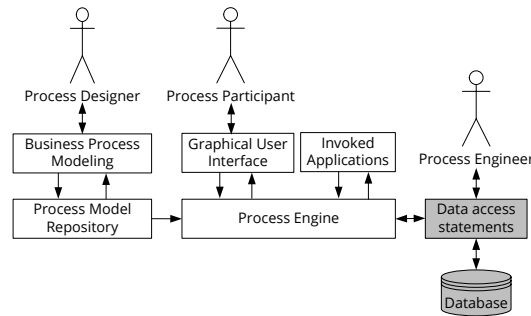 Process Designer
Process Participant
Business Process
Modeling
Graphical User
Interface
Invoked
Applications
Process Engineer
Process Model
Repository
Process Engine
Data access
statements
Database